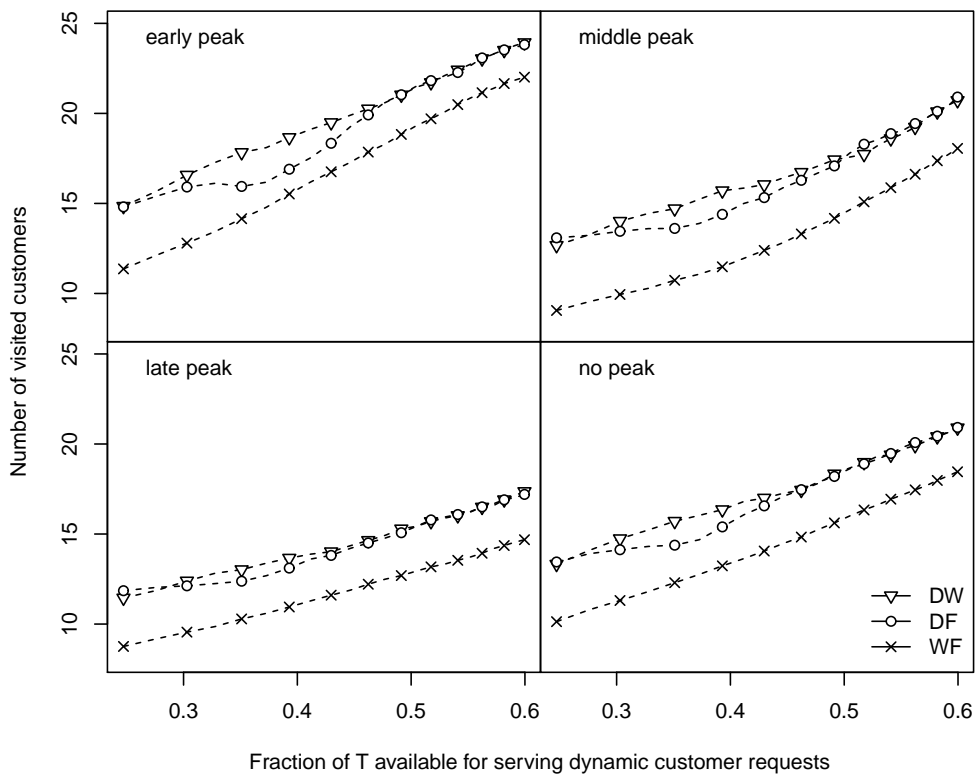 early peak
middle peak
25
20
15
10
late peak
no peak
25
20
15
10
DW
DF
WF
0.3 0.4 0.5 0.6 0.3 0.4 0.5 0.6
Number of visited customers
Fraction of T available for serving dynamic customer requests